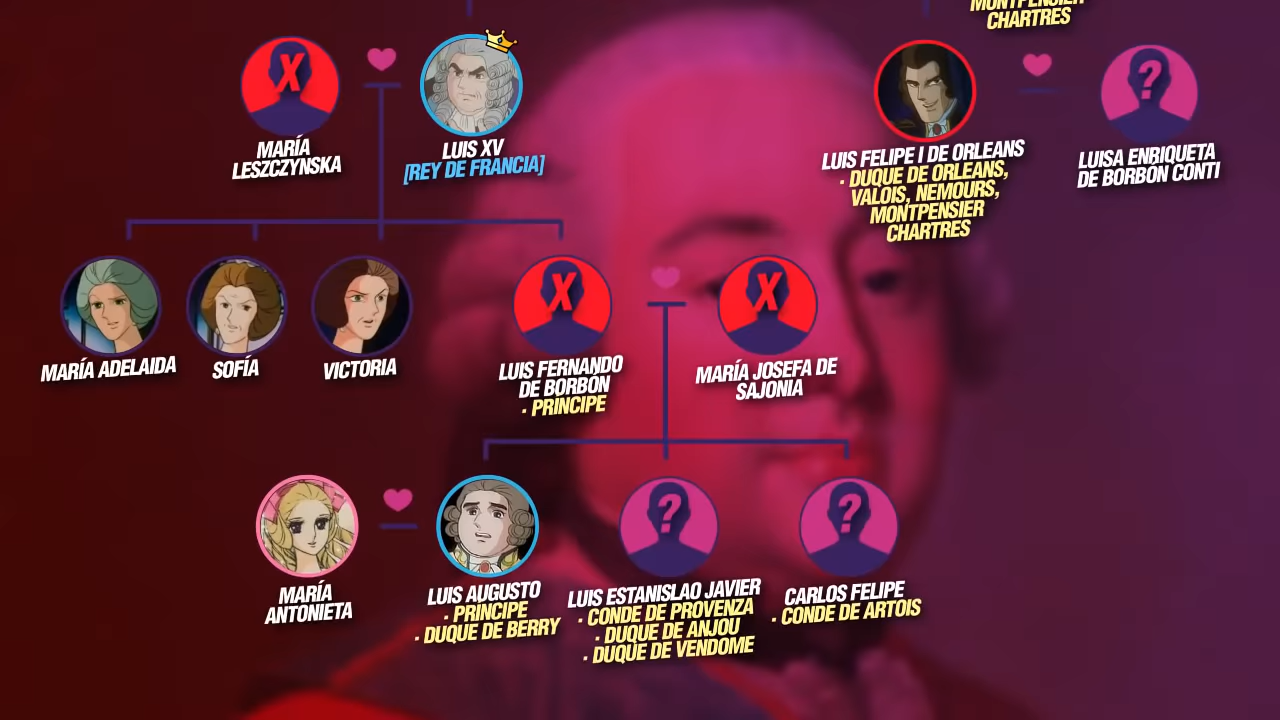 MONTPENSIER
CHARTRES
X
MARÍA
LESZCZYNSKA
LUIS XV
[REY DE FRANCIA]
LUIS FELIPE I DE ORLEANS
· DUQUE DE ORLEANS,
VALOIS, NEMOURS,
MONTPENSIER
CHARTRES
?
LUISA ENRIQUETA
DE BORBÓN CONTI
MARÍA ADELAIDA
SOFÍA
VICTORIA
X
LUIS FERNANDO
DE BORBÓN
· PRÍNCIPE
X
MARÍA JOSEFA DE
SAJONIA
MARÍA
ANTONIETA
LUIS AUGUSTO
· PRÍNCIPE
· DUQUE DE BERRY
?
LUIS ESTANISLAO JAVIER
· CONDE DE PROVENZA
· DUQUE DE ANJOU
· DUQUE DE VENDOME
?
CARLOS FELIPE
· CONDE DE ARTOIS